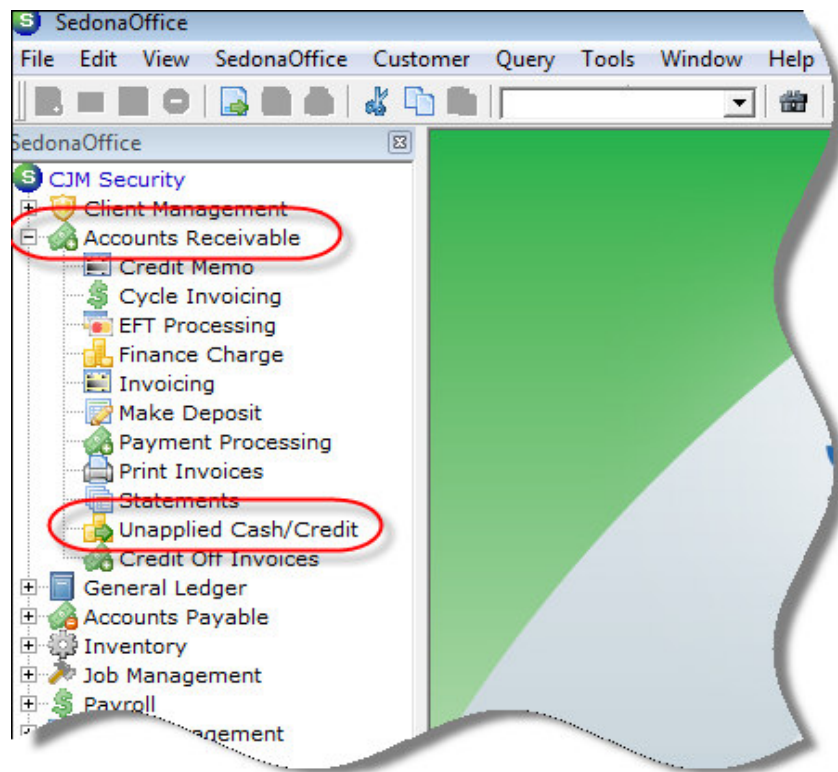 S SedonaOffice
File Edit View SedonaOffice Customer Query Tools Window Help
SedonaOffice
S CJM Security
Client Management
Accounts Receivable
Credit Memo
Cycle Invoicing
EFT Processing
Finance Charge
Invoicing
Make Deposit
Payment Processing
Print Invoices
Statements
Unapplied Cash/Credit
Credit Off Invoices
General Ledger
Accounts Payable
Inventory
Job Management
Payroll